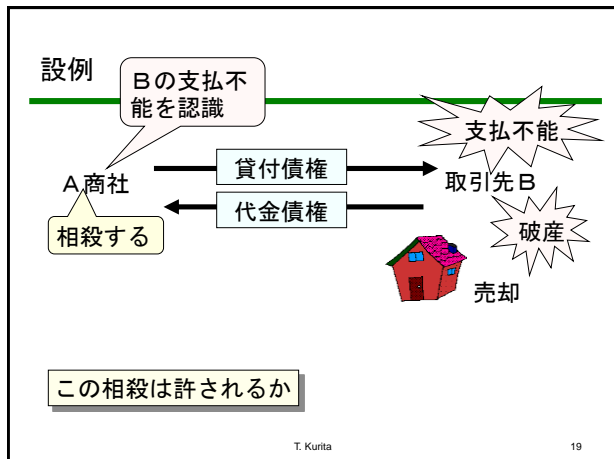 設例
Ｂの支払不
能を認識
支払不能
Ａ商社
貸付債権
取引先Ｂ
代金債権
相殺する
破産
売却
この相殺は許されるか
T. Kurita
19